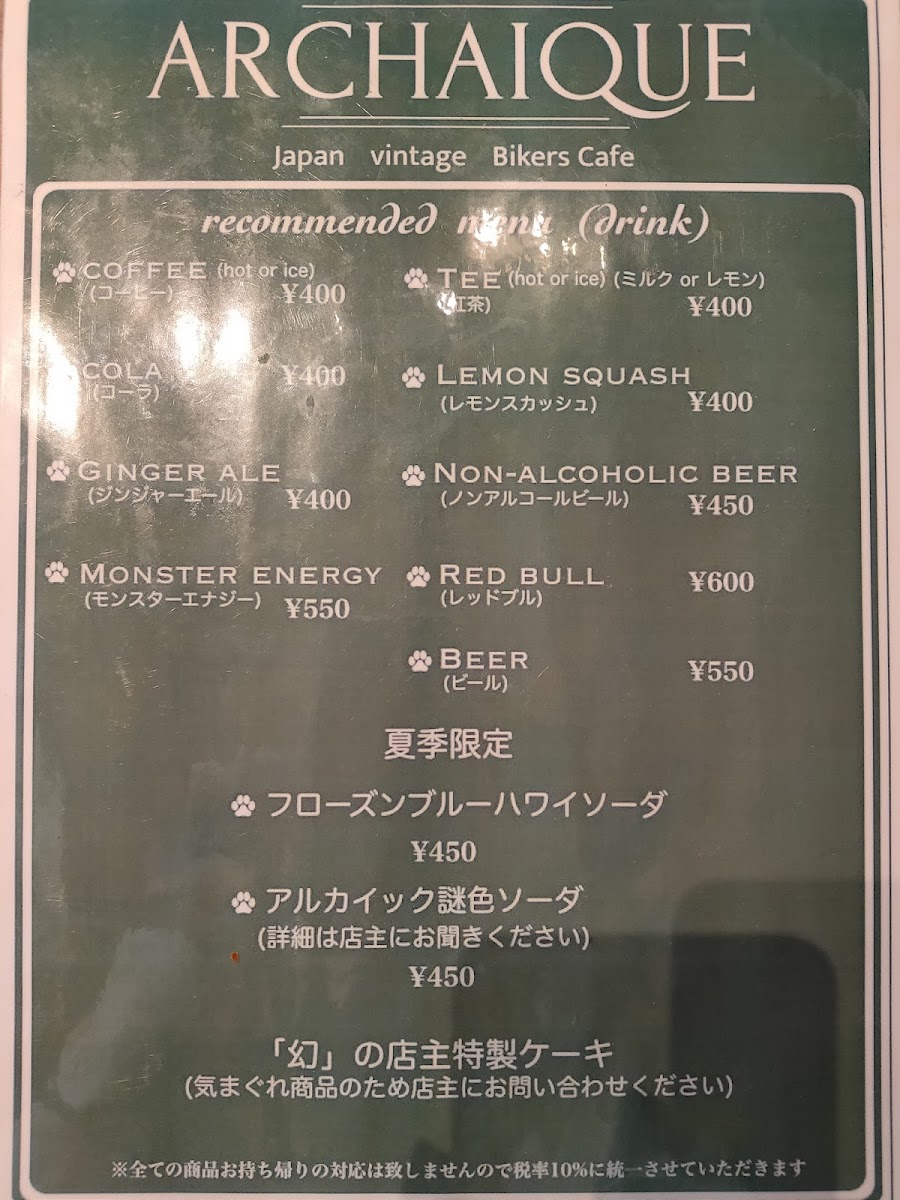 ARCHAIQUE
Japan vintage Bikers Cafe
recommended menu (drink)
COFFEE (hot or ice)
(コーヒー)
¥400
TEE (hot or ice) (ミルク or レモン)
(紅茶)
¥400
COLA
(コーラ)
¥400
LEMON SQUASH
(レモンスカッシュ)
¥400
GINGER ALE
(ジンジャーエール)
¥400
NON-ALCOHOLIC BEER
(ノンアルコールビール)
¥450
MONSTER ENERGY
(モンスターエナジー)
¥550
RED BULL
(レッドブル)
¥600
BEER
(ビール)
¥550
夏季限定
フローズンブルーハワイソーダ
¥450
アルカイック謎色ソーダ
(詳細は店主にお聞きください)
¥450
「幻」の店主特製ケーキ
(気まぐれ商品のため店主にお問い合わせください)
※全ての商品お持ち帰りの対応は致しませんので税率10%に統一させていただきます